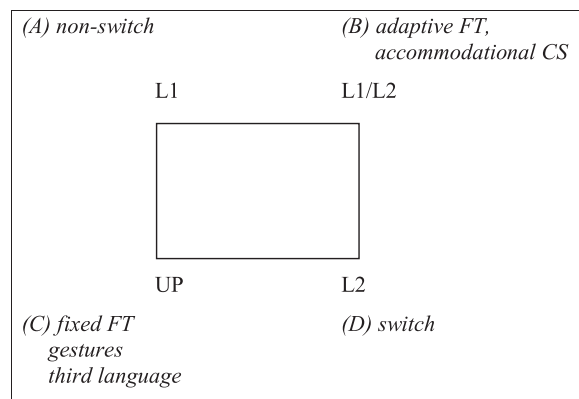 (A) non-switch
(B) adaptive FT,
accommodational CS
L1
L1/L2
UP
L2
(C) fixed FT
gestures
third language
(D) switch